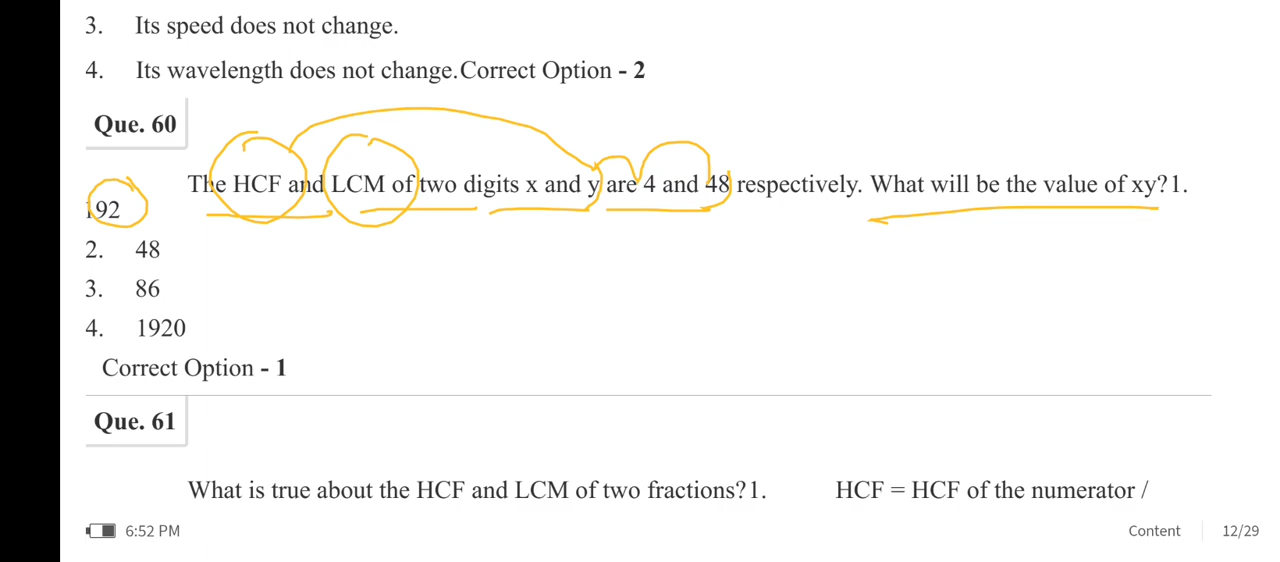 3. Its speed does not change.
4. Its wavelength does not change.Correct Option - 2
Que. 60
The HCF and LCM of two digits x and y are 4 and 48 respectively. What will be the value of xy?1.
192
2. 48
3. 86
4. 1920
Correct Option - 1
Que. 61
What is true about the HCF and LCM of two fractions?1. HCF = HCF of the numerator /
6:52 PM Content 12/29